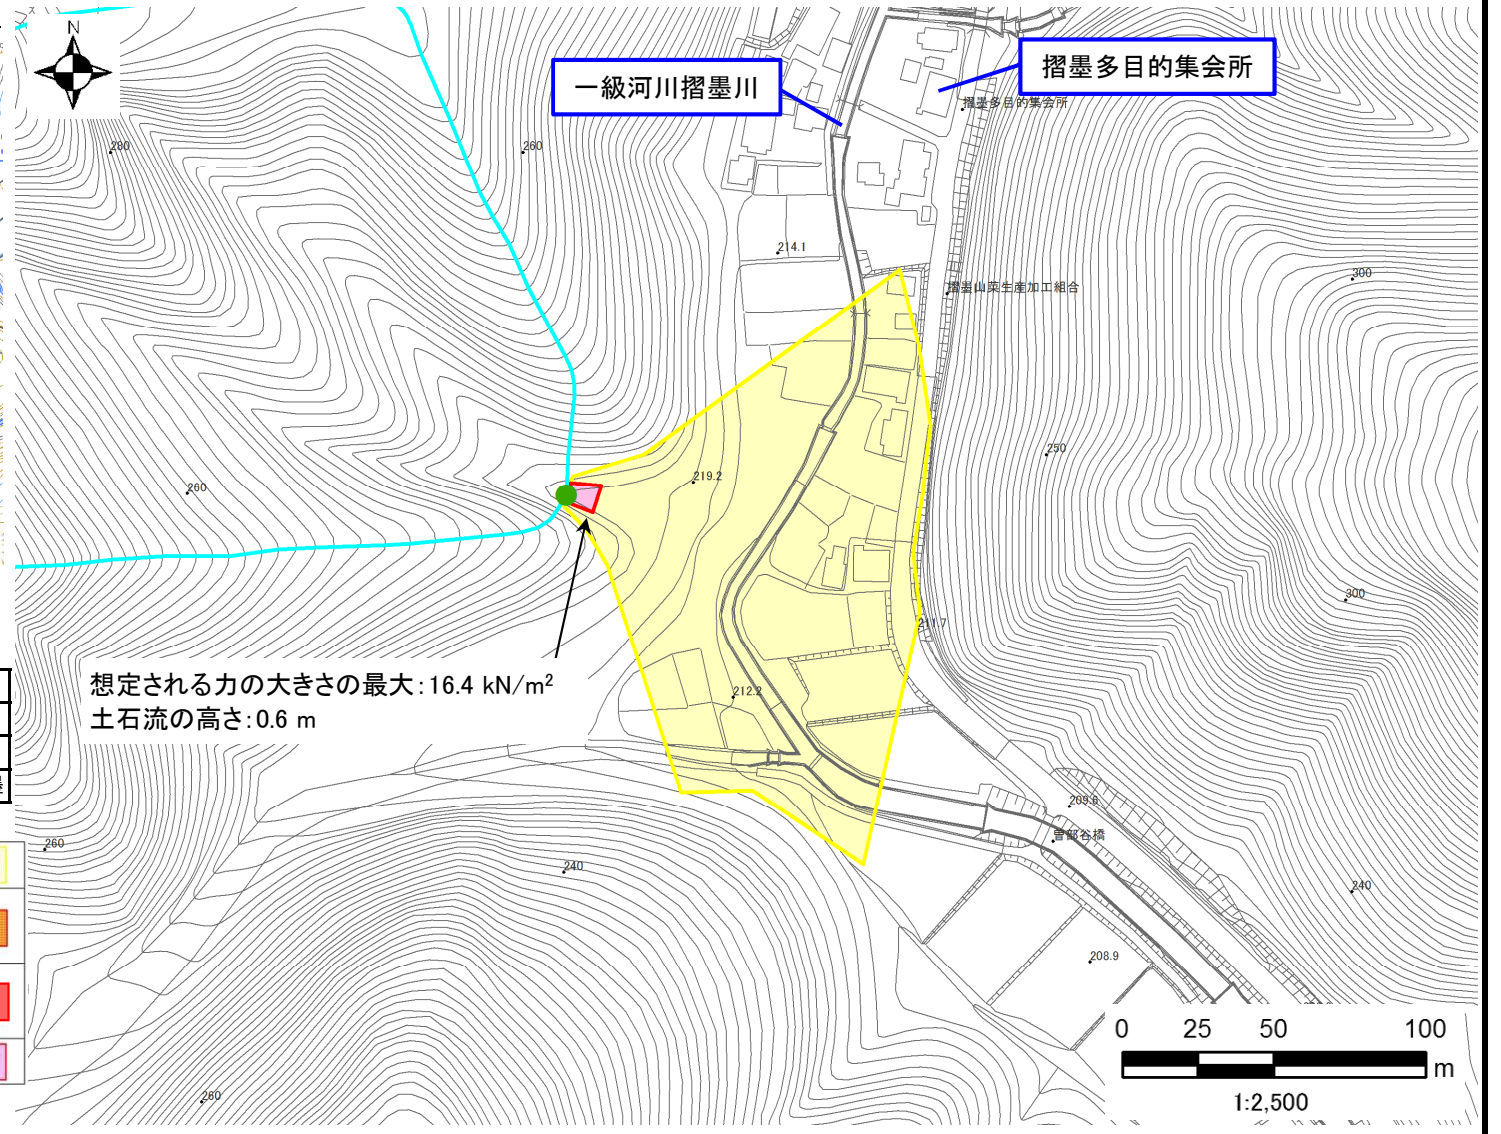 N
一級河川摺墨川
摺墨多目的集会所
摺墨多目的集会所
280
260
214.1
摺墨山菜生産加工組合
300
250
219.2
260
300
211.7
想定される力の大きさの最大：16.4 kN/m²
土石流の高さ：0.6 m
212.2
209.6
曽部谷橋
260
240
240
208.9
260
0 25 50 100
m
1:2,500